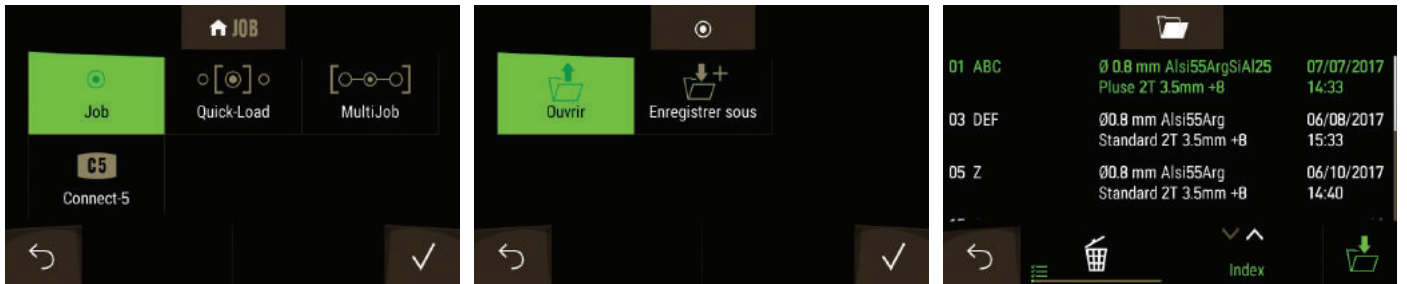 JOB
Job
Quick-Load
MultiJob
C5
Connect-5
Ouvrir
Enregistrer sous
01 ABC Ø 0.8 mm Alsi55ArgSiAl25 07/07/2017
Pluse 2T 3.5mm +8 14:33
03 DEF Ø0.8 mm Alsi55Arg 06/08/2017
Standard 2T 3.5mm +8 15:33
05 Z Ø0.8 mm Alsi55Arg 06/10/2017
Standard 2T 3.5mm +8 14:40
Index